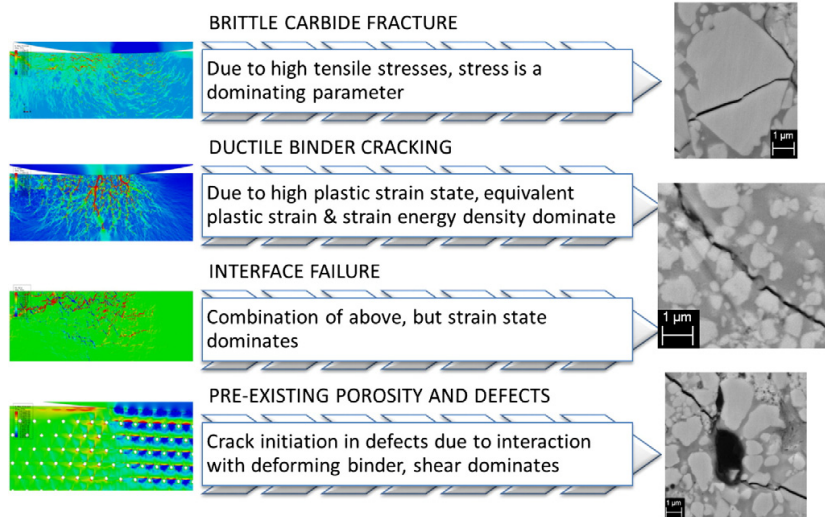 BRITTLE CARBIDE FRACTURE
Due to high tensile stresses, stress is a
dominating parameter
1 µm
DUCTILE BINDER CRACKING
Due to high plastic strain state, equivalent
plastic strain & strain energy density dominate
1 µm
INTERFACE FAILURE
Combination of above, but strain state
dominates
PRE-EXISTING POROSITY AND DEFECTS
Crack initiation in defects due to interaction
with deforming binder, shear dominates
1 µm